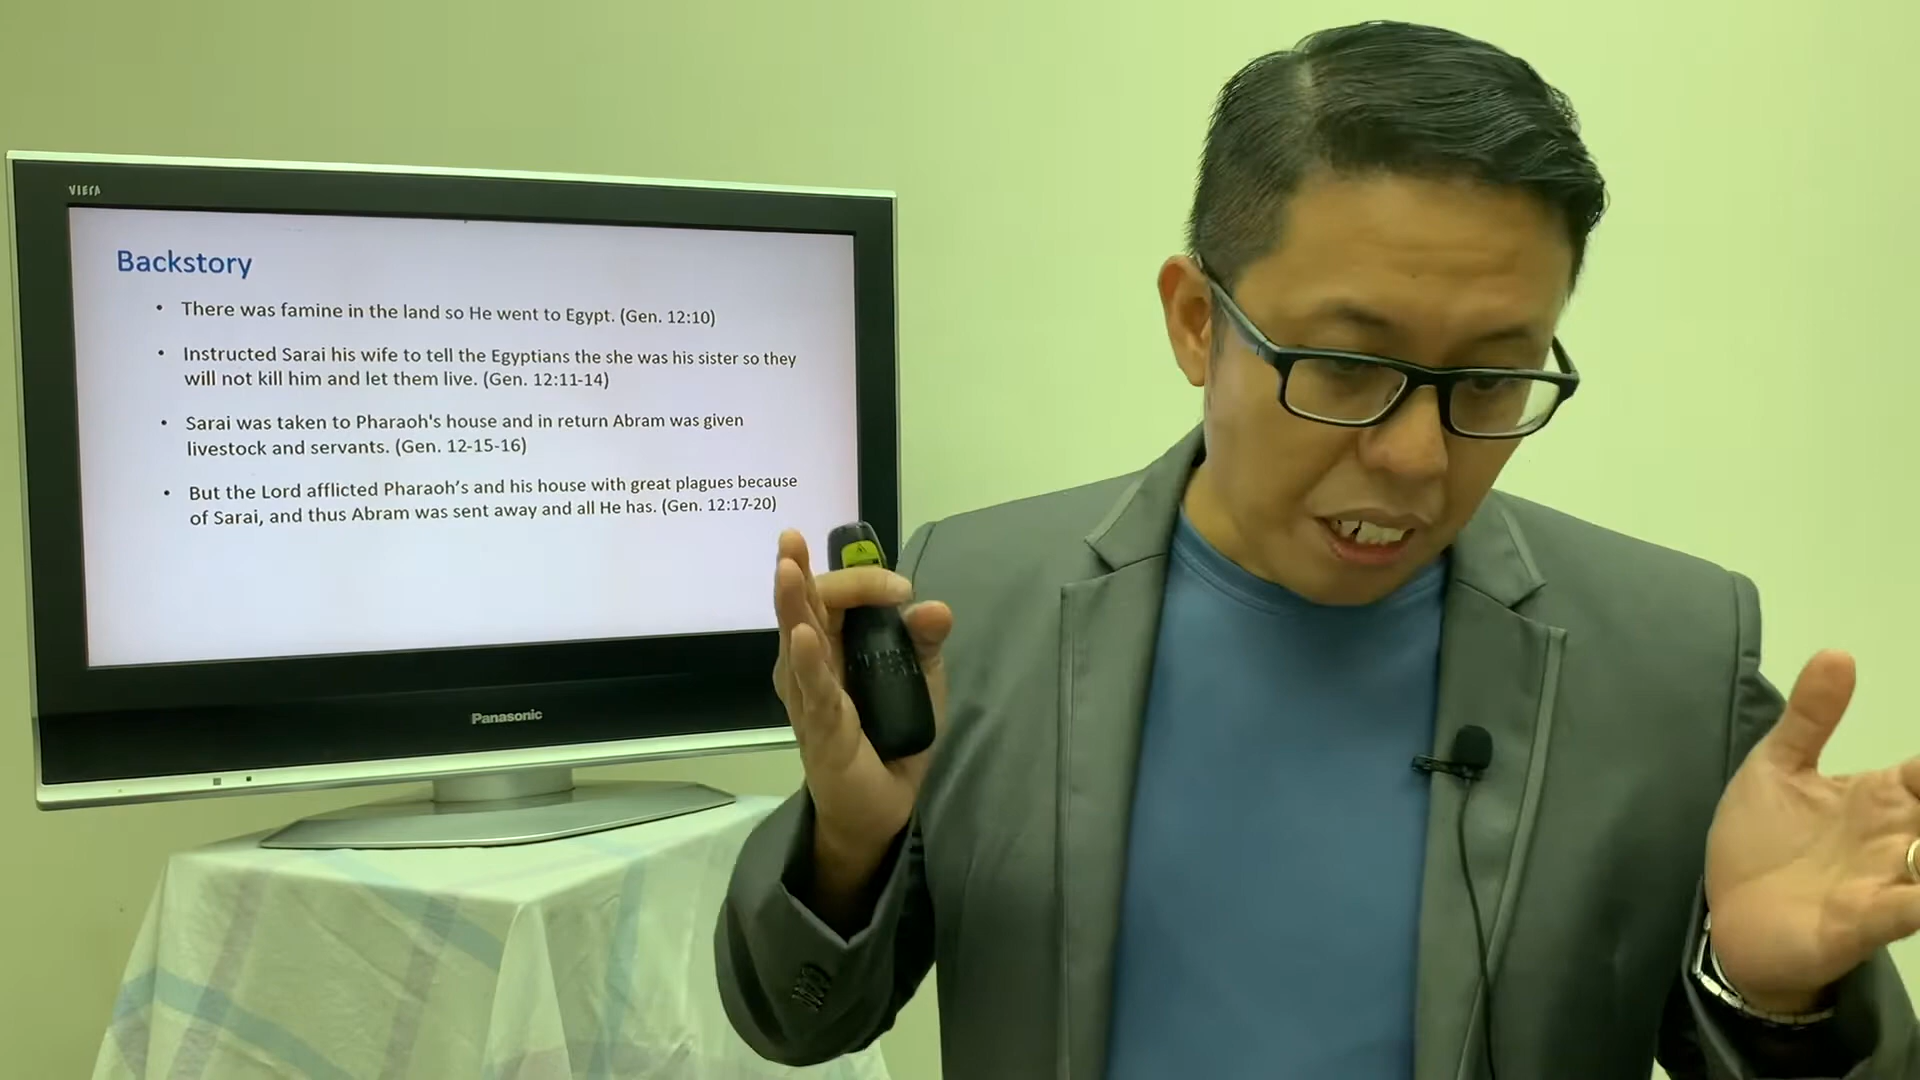 VIERA
Backstory
• There was famine in the land so He went to Egypt. (Gen. 12:10)
• Instructed Sarai his wife to tell the Egyptians the she was his sister so they
will not kill him and let them live. (Gen. 12:11-14)
• Sarai was taken to Pharaoh's house and in return Abram was given
livestock and servants. (Gen. 12-15-16)
• But the Lord afflicted Pharaoh’s and his house with great plagues because
of Sarai, and thus Abram was sent away and all He has. (Gen. 12:17-20)
Panasonic